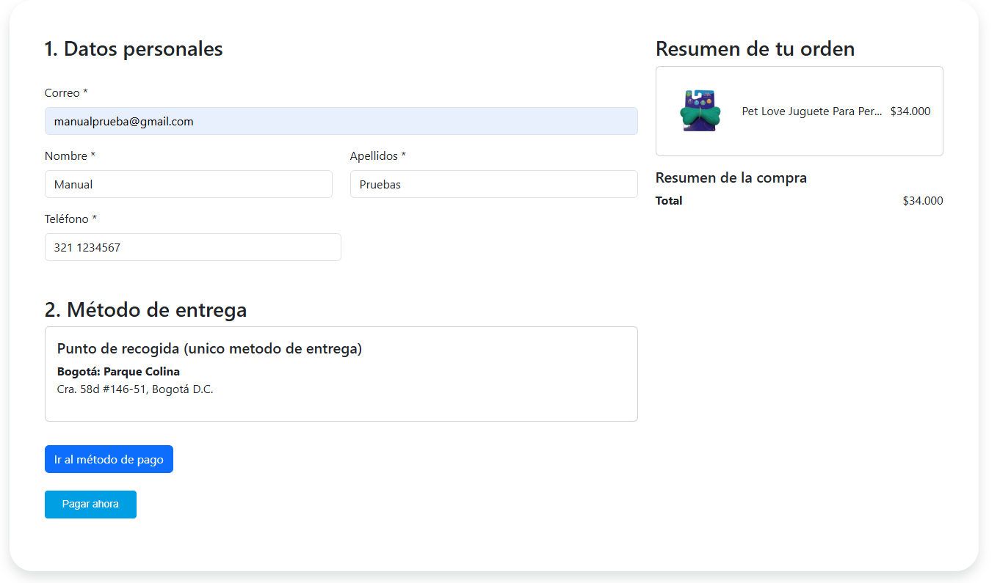 1. Datos personales
Correo *
manualprueba@gmail.com
Nombre *
Apellidos *
Manual
Pruebas
Teléfono *
321 1234567
2. Método de entrega
Punto de recogida (unico metodo de entrega)
Bogotá: Parque Colina
Cra. 58d #146-51, Bogotá D.C.
Ir al método de pago
Pagar ahora
Resumen de tu orden
Pet Love Juguete Para Per... $34.000
Resumen de la compra
Total $34.000